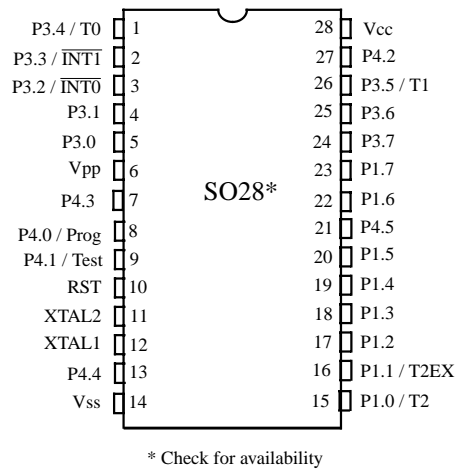 P3.4 / T0 1 28 Vcc
P3.3 / INT1 2 27 P4.2
P3.2 / INT0 3 26 P3.5 / T1
P3.1 4 25 P3.6
P3.0 5 24 P3.7
Vpp 6 23 P1.7
P4.3 7 SO28* 22 P1.6
P4.0 / Prog 8 21 P4.5
P4.1 / Test 9 20 P1.5
RST 10 19 P1.4
XTAL2 11 18 P1.3
XTAL1 12 17 P1.2
P4.4 13 16 P1.1 / T2EX
Vss 14 15 P1.0 / T2
* Check for availability